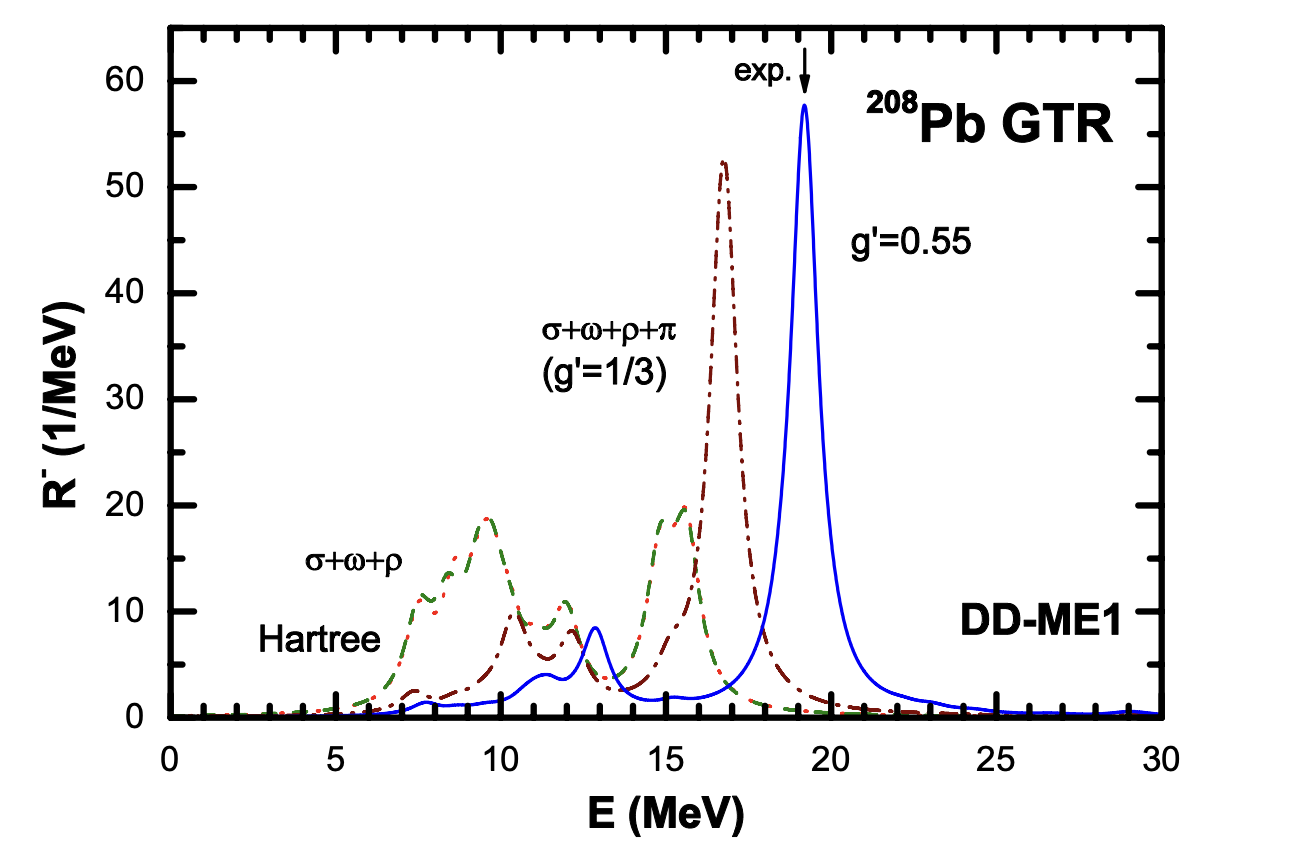 60
50
40
30
20
10
0
R⁻ (1/MeV)
exp.
²⁰⁸Pb GTR
g'=0.55
σ+ω+ρ+π
(g'=1/3)
σ+ω+ρ
Hartree
DD-ME1
0 5 10 15 20 25 30
E (MeV)